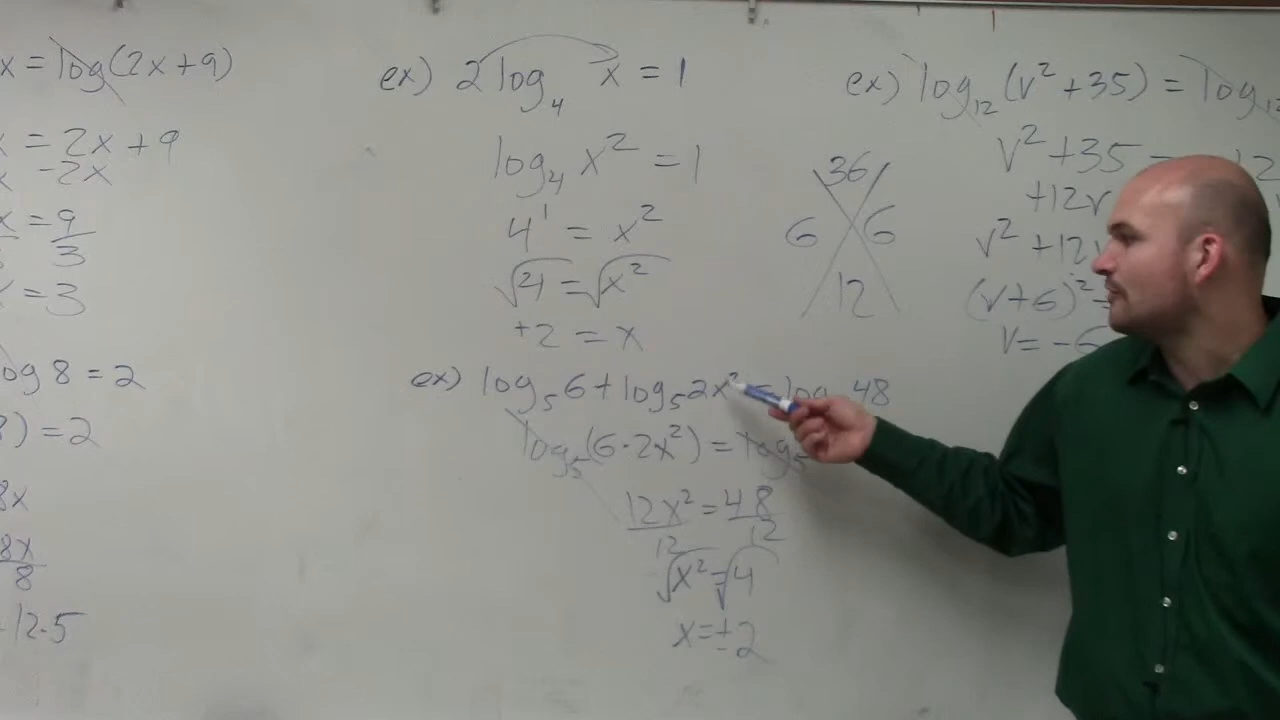 x = log(2x+9)
x = 2x + 9
x -2x
x = 9
3
x = 3
log 8 = 2
8) = 2
8x
8x
8
12.5
ex) 2 log₄ x = 1
log₄ x² = 1
4¹ = x²
√4 = √x²
+2 = x
36
6 6
12
ex) log₁₂ (v² + 35) = log₁₂
v² + 35 = 12
+12v
v² + 12v
(v+6)² =
v = -6
ex) log₅ 6 + log₅ 2x² = log 48
log₅ (6 · 2x²) = log₅
12x² = 48
12 12
√x² = √4
x = ±2